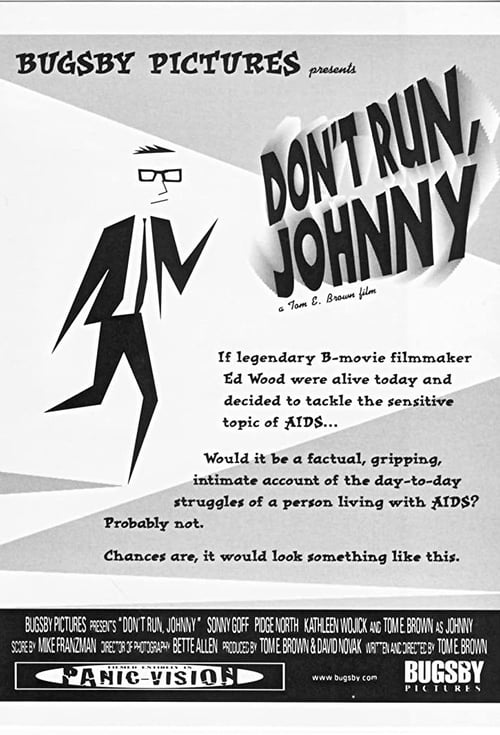 BUGSBY PICTURES presents
DON'T RUN,
JOHNNY
a Tom E. Brown film
If legendary B-movie filmmaker
Ed Wood were alive today and
decided to tackle the sensitive
topic of AIDS...
Would it be a factual, gripping,
intimate account of the day-to-day
struggles of a person living with AIDS?
Probably not.
Chances are, it would look something like this.
BUGSBY PICTURES PRESENTS "DON'T RUN, JOHNNY" SONNY GOFF PIDGE NORTH KATHLEEN WOJICK AND TOM E. BROWN AS JOHNNY
SCORE BY MIKE FRANZMAN DIRECTOR OF PHOTOGRAPHY BETTE ALLEN PRODUCED BY TOM E BROWN & DAVID NOVAK WRITTEN AND DIRECTED BY TOM E. BROWN
FILMED ENTIRELY IN
PANIC-VISION
www.bugsby.com
BUGSBY
PICTURES